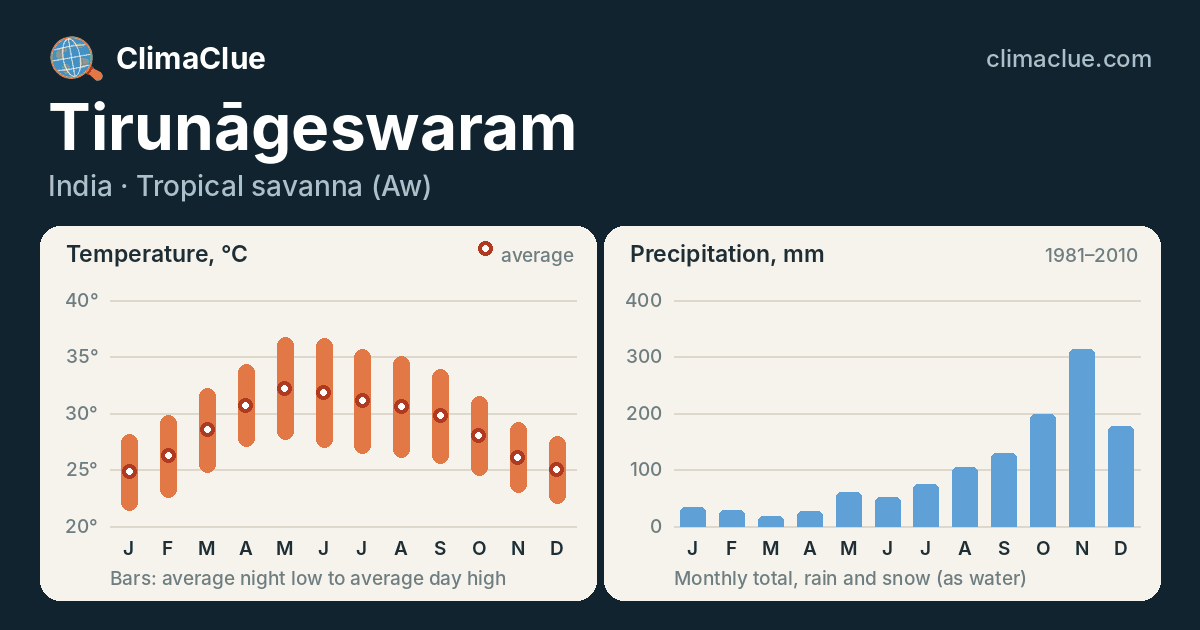 ClimaClue
climaclue.com
Tirunāgeswaram
India · Tropical savanna (Aw)
Temperature, °C
average
40°
35°
30°
25°
20°
J F M A M J J A S O N D
Bars: average night low to average day high
Precipitation, mm
1981–2010
400
300
200
100
0
J F M A M J J A S O N D
Monthly total, rain and snow (as water)